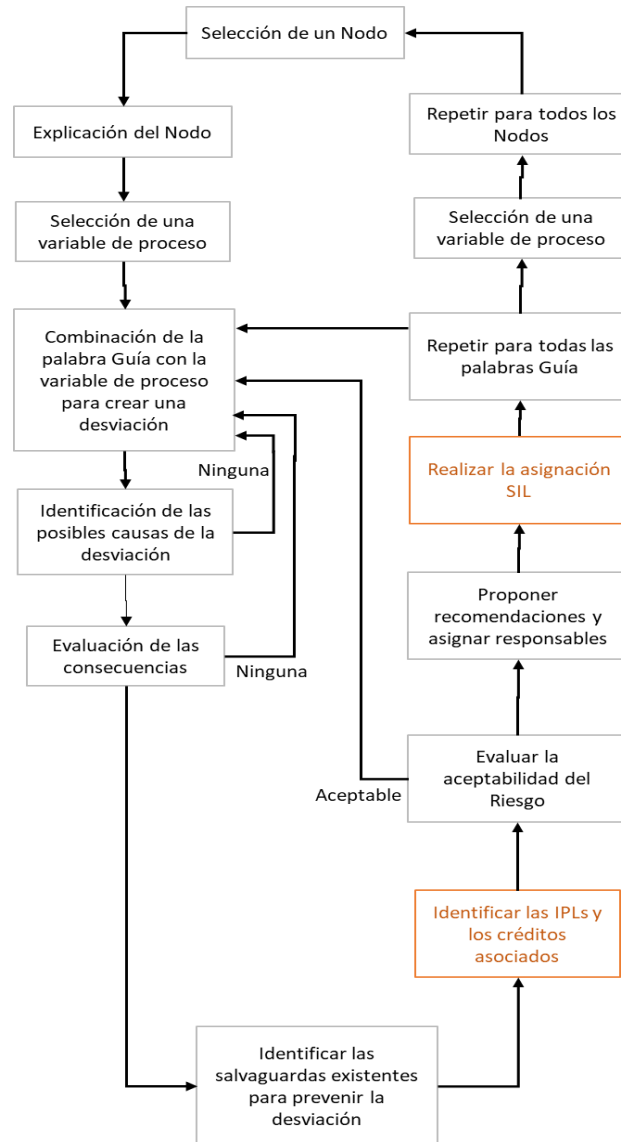 Selección de un Nodo
Explicación del Nodo
Repetir para todos los
Nodos
Selección de una
variable de proceso
Selección de una
variable de proceso
Combinación de la
palabra Guía con la
variable de proceso
para crear una
desviación
Repetir para todas las
palabras Guía
Ninguna
Realizar la asignación
SIL
Identificación de las
posibles causas de la
desviación
Proponer
recomendaciones y
asignar responsables
Evaluación de las
consecuencias
Ninguna
Evaluar la
aceptabilidad del
Riesgo
Aceptable
Identificar las IPLs y
los créditos
asociados
Identificar las
salvaguardas existentes
para prevenir la
desviación